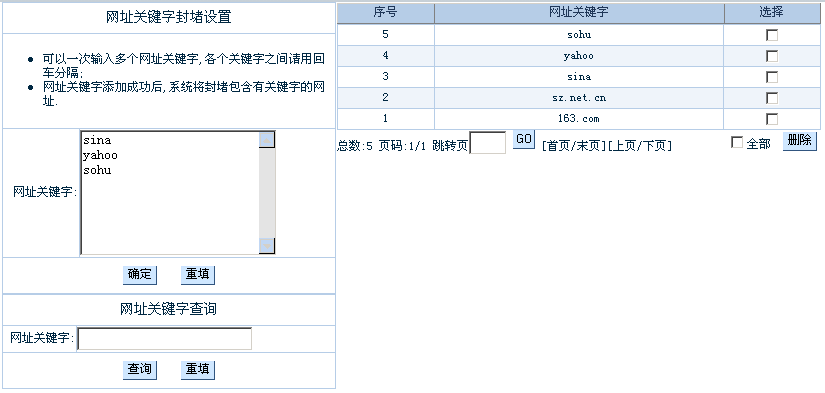 网址关键字封堵设置
可以一次输入多个网址关键字, 各个关键字之间请用回
车分隔;
网址关键字添加成功后, 系统将封堵包含有关键字的网
址.
网址关键字:
sina
yahoo
sohu
确定 重填
网址关键字查询
网址关键字:
查询 重填
序号 网址关键字 选择
5 sohu
4 yahoo
3 sina
2 sz.net.cn
1 163.com
总数:5 页码:1/1 跳转页 GO [首页/末页][上页/下页] 全部 删除